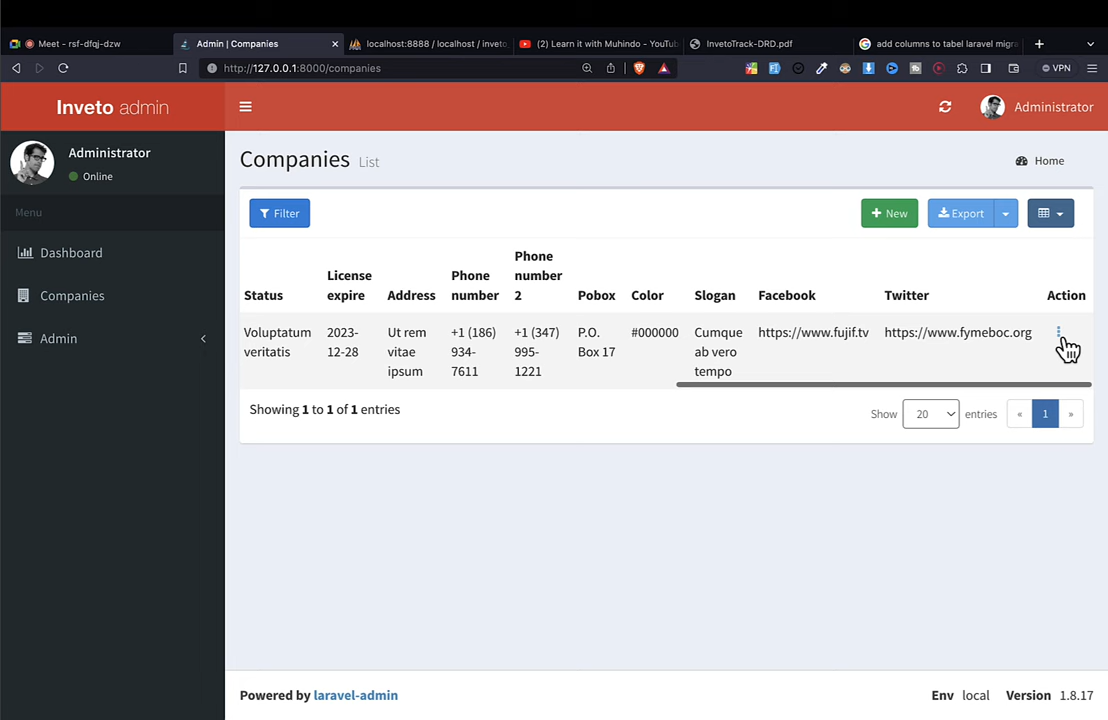 Meet - rsf-dfqj-dzw
Admin | Companies
localhost:8888 / localhost / inveto
(2) Learn it with Muhindo - YouTu
InvetoTrack-DRD.pdf
add columns to tabel laravel migra
http://127.0.0.1:8000/companies
VPN
Inveto admin
Administrator
Administrator
Online
Menu
Dashboard
Companies
Admin
Companies List
Home
Filter
New
Export
Status
License expire
Address
Phone number
Phone number 2
Pobox
Color
Slogan
Facebook
Twitter
Action
Voluptatum veritatis
2023-12-28
Ut rem vitae ipsum
+1 (186) 934-7611
+1 (347) 995-1221
P.O. Box 17
#000000
Cumque ab vero tempo
https://www.fujif.tv
https://www.fymeboc.org
Showing 1 to 1 of 1 entries
Show 20 entries
« 1 »
Powered by laravel-admin
Env local Version 1.8.17